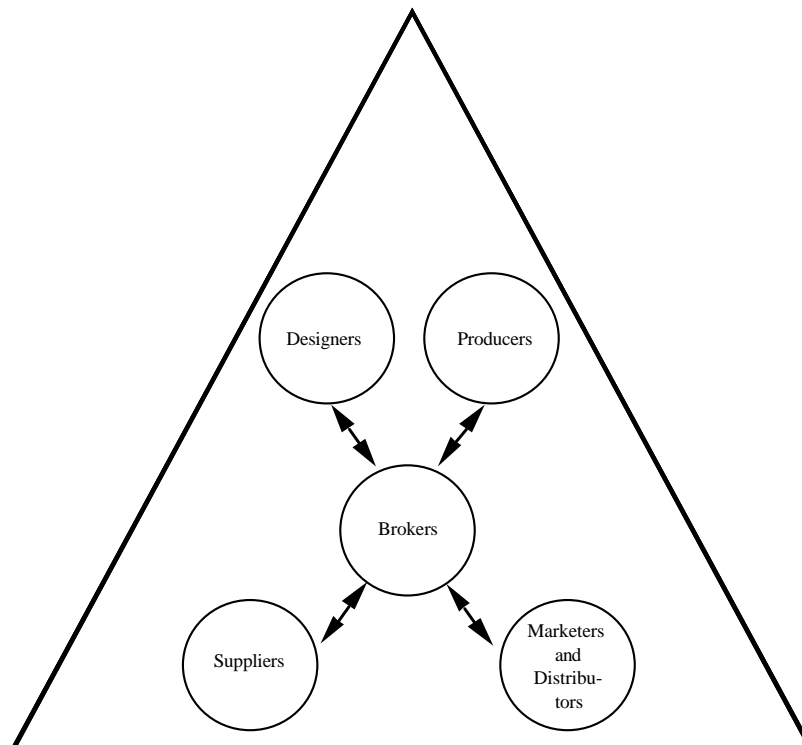 Designers
Producers
Brokers
Suppliers
Marketers
and
Distribu-
tors